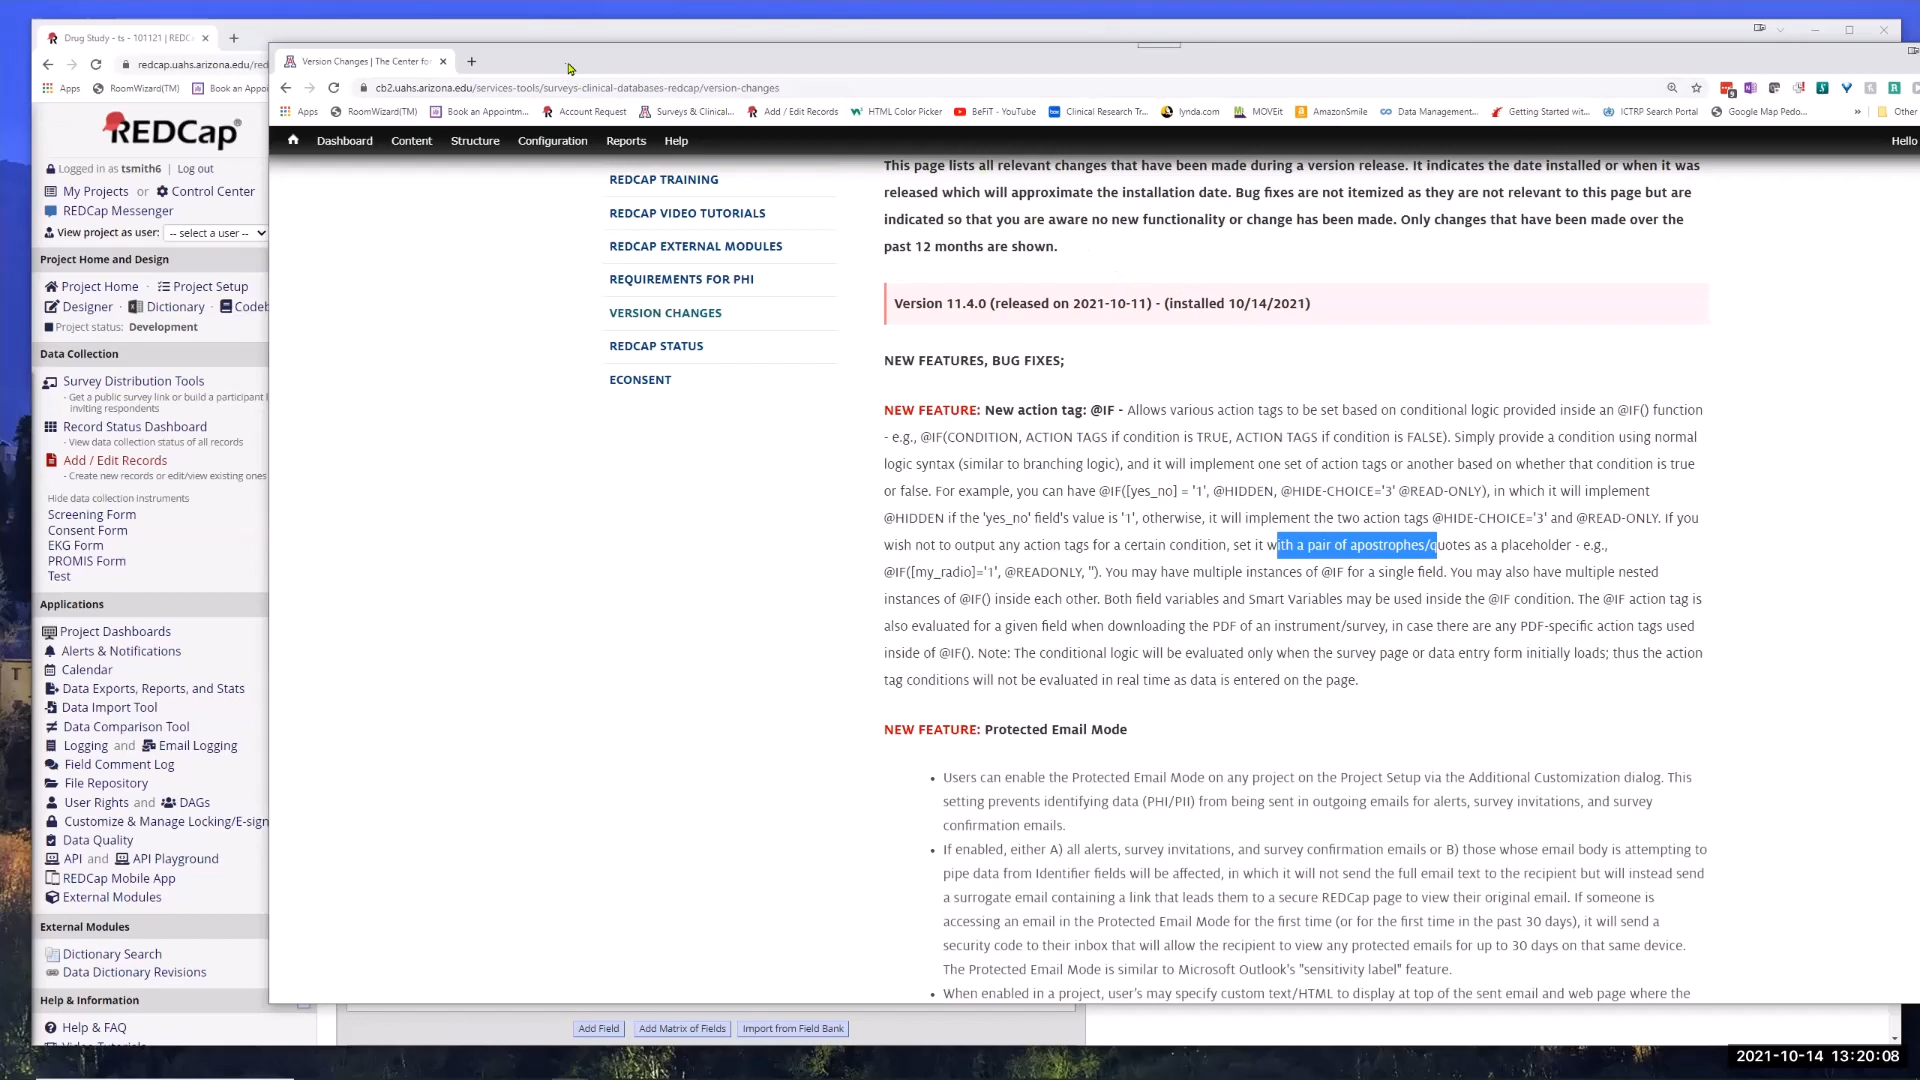 Drug Study - ts - 101121 | REDC
redcap.uahs.arizona.edu/red
Apps RoomWizard(TM) Book an Appoi
REDCap
Logged in as tsmith6 | Log out
My Projects or Control Center
REDCap Messenger
View project as user: -- select a user --
Project Home and Design
Project Home · Project Setup
Designer · Dictionary · Codeb
Project status: Development
Data Collection
Survey Distribution Tools
- Get a public survey link or build a participant l
inviting respondents
Record Status Dashboard
- View data collection status of all records
Add / Edit Records
- Create new records or edit/view existing ones
Hide data collection instruments
Screening Form
Consent Form
EKG Form
PROMIS Form
Test
Applications
Project Dashboards
Alerts & Notifications
Calendar
Data Exports, Reports, and Stats
Data Import Tool
Data Comparison Tool
Logging and Email Logging
Field Comment Log
File Repository
User Rights and DAGs
Customize & Manage Locking/E-sign
Data Quality
API and API Playground
REDCap Mobile App
External Modules
External Modules
Dictionary Search
Data Dictionary Revisions
Help & Information
Help & FAQ
Version Changes | The Center for
cb2.uahs.arizona.edu/services-tools/surveys-clinical-databases-redcap/version-changes
Apps RoomWizard(TM) Book an Appointm... Account Request Surveys & Clinical... Add / Edit Records HTML Color Picker BeFiT - YouTube Clinical Research Tr... lynda.com MOVEit AmazonSmile Data Management... Getting Started wit... ICTRP Search Portal Google Map Pedo... » Other
Dashboard Content Structure Configuration Reports Help Hello
REDCAP TRAINING
REDCAP VIDEO TUTORIALS
REDCAP EXTERNAL MODULES
REQUIREMENTS FOR PHI
VERSION CHANGES
REDCAP STATUS
ECONSENT
This page lists all relevant changes that have been made during a version release. It indicates the date installed or when it was
released which will approximate the installation date. Bug fixes are not itemized as they are not relevant to this page but are
indicated so that you are aware no new functionality or change has been made. Only changes that have been made over the
past 12 months are shown.
Version 11.4.0 (released on 2021-10-11) - (installed 10/14/2021)
NEW FEATURES, BUG FIXES;
NEW FEATURE: New action tag: @IF - Allows various action tags to be set based on conditional logic provided inside an @IF() function
- e.g., @IF(CONDITION, ACTION TAGS if condition is TRUE, ACTION TAGS if condition is FALSE). Simply provide a condition using normal
logic syntax (similar to branching logic), and it will implement one set of action tags or another based on whether that condition is true
or false. For example, you can have @IF([yes_no] = '1', @HIDDEN, @HIDE-CHOICE='3' @READ-ONLY), in which it will implement
@HIDDEN if the 'yes_no' field's value is '1', otherwise, it will implement the two action tags @HIDE-CHOICE='3' and @READ-ONLY. If you
wish not to output any action tags for a certain condition, set it with a pair of apostrophes/quotes as a placeholder - e.g.,
@IF([my_radio]='1', @READONLY, ''). You may have multiple instances of @IF for a single field. You may also have multiple nested
instances of @IF() inside each other. Both field variables and Smart Variables may be used inside the @IF condition. The @IF action tag is
also evaluated for a given field when downloading the PDF of an instrument/survey, in case there are any PDF-specific action tags used
inside of @IF(). Note: The conditional logic will be evaluated only when the survey page or data entry form initially loads; thus the action
tag conditions will not be evaluated in real time as data is entered on the page.
NEW FEATURE: Protected Email Mode
• Users can enable the Protected Email Mode on any project on the Project Setup via the Additional Customization dialog. This
setting prevents identifying data (PHI/PII) from being sent in outgoing emails for alerts, survey invitations, and survey
confirmation emails.
• If enabled, either A) all alerts, survey invitations, and survey confirmation emails or B) those whose email body is attempting to
pipe data from Identifier fields will be affected, in which it will not send the full email text to the recipient but will instead send
a surrogate email containing a link that leads them to a secure REDCap page to view their original email. If someone is
accessing an email in the Protected Email Mode for the first time (or for the first time in the past 30 days), it will send a
security code to their inbox that will allow the recipient to view any protected emails for up to 30 days on that same device.
The Protected Email Mode is similar to Microsoft Outlook's "sensitivity label" feature.
• When enabled in a project, user's may specify custom text/HTML to display at top of the sent email and web page where the
Add Field Add Matrix of Fields Import from Field Bank
2021-10-14 13:20:08